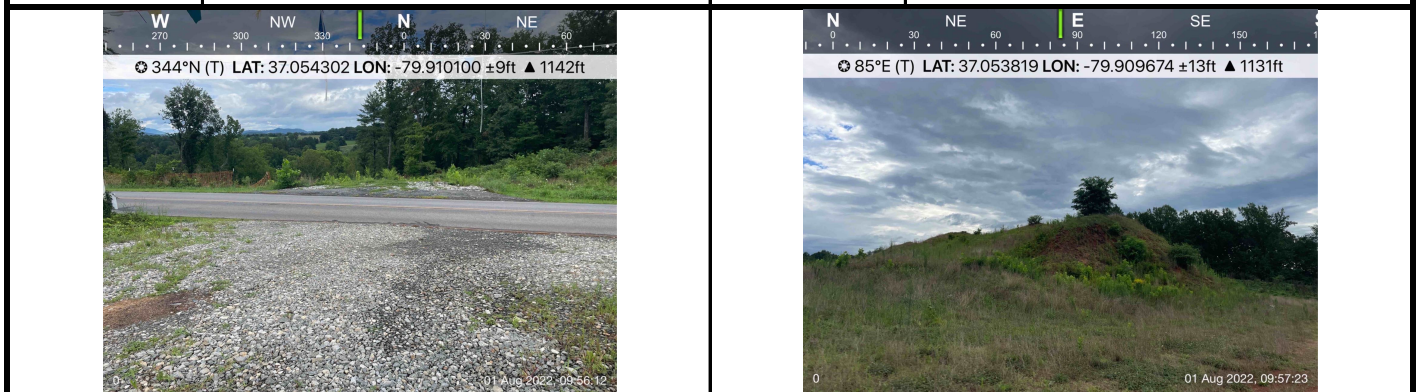 W NW N NE
270 300 330 0 30 60
344°N (T) LAT: 37.054302 LON: -79.910100 ±9ft ▲ 1142ft
0
01 Aug 2022, 09:56:12
N NE E SE S
0 30 60 90 120 150 1
85°E (T) LAT: 37.053819 LON: -79.909674 ±13ft ▲ 1131ft
0
01 Aug 2022, 09:57:23